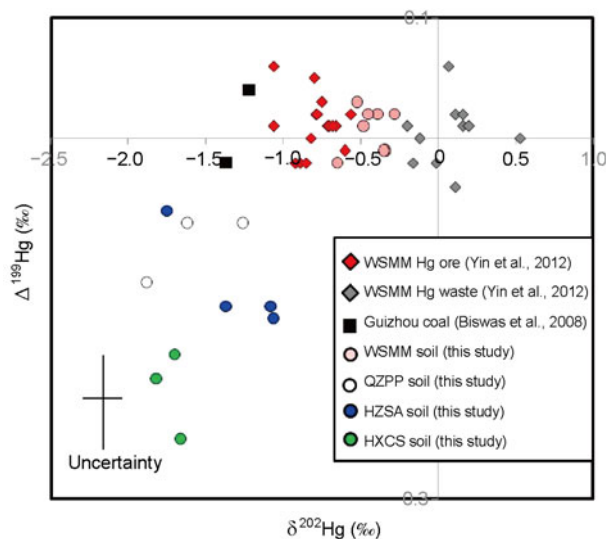 0.1
−2.5 −2.0 −1.5 −1.0 −0.5 0 0.5 1.0
Δ199Hg (‰)
WSMM Hg ore (Yin et al., 2012)
WSMM Hg waste (Yin et al., 2012)
Guizhou coal (Biswas et al., 2008)
WSMM soil (this study)
QZPP soil (this study)
HZSA soil (this study)
HXCS soil (this study)
Uncertainty
0.3
δ202Hg (‰)